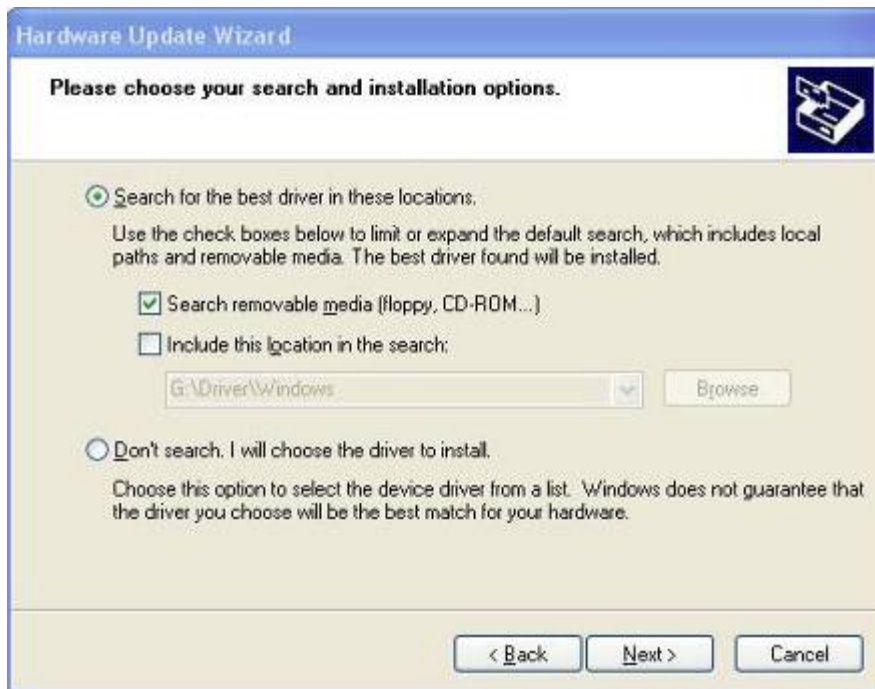 Hardware Update Wizard
Please choose your search and installation options.
Search for the best driver in these locations.
Use the check boxes below to limit or expand the default search, which includes local
paths and removable media. The best driver found will be installed.
Search removable media (floppy, CD-ROM...)
Include this location in the search:
G:\Driver\Windows
Browse
Don't search. I will choose the driver to install.
Choose this option to select the device driver from a list. Windows does not guarantee that
the driver you choose will be the best match for your hardware.
< Back Next > Cancel